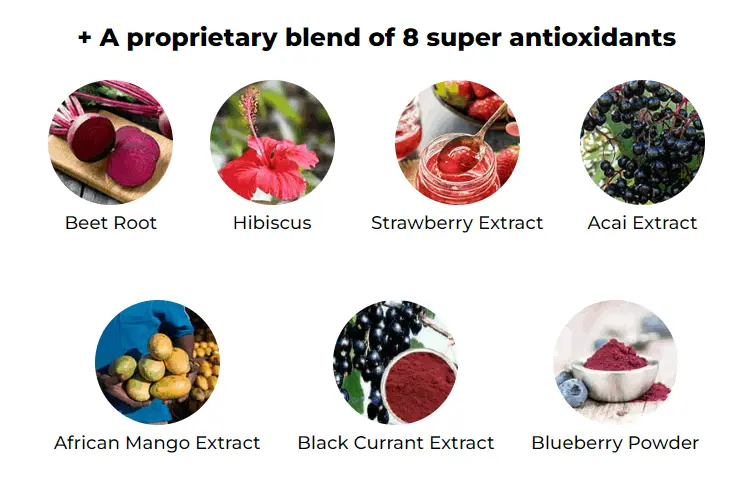 + A proprietary blend of 8 super antioxidants
Beet Root
Hibiscus
Strawberry Extract
Acai Extract
African Mango Extract
Black Currant Extract
Blueberry Powder